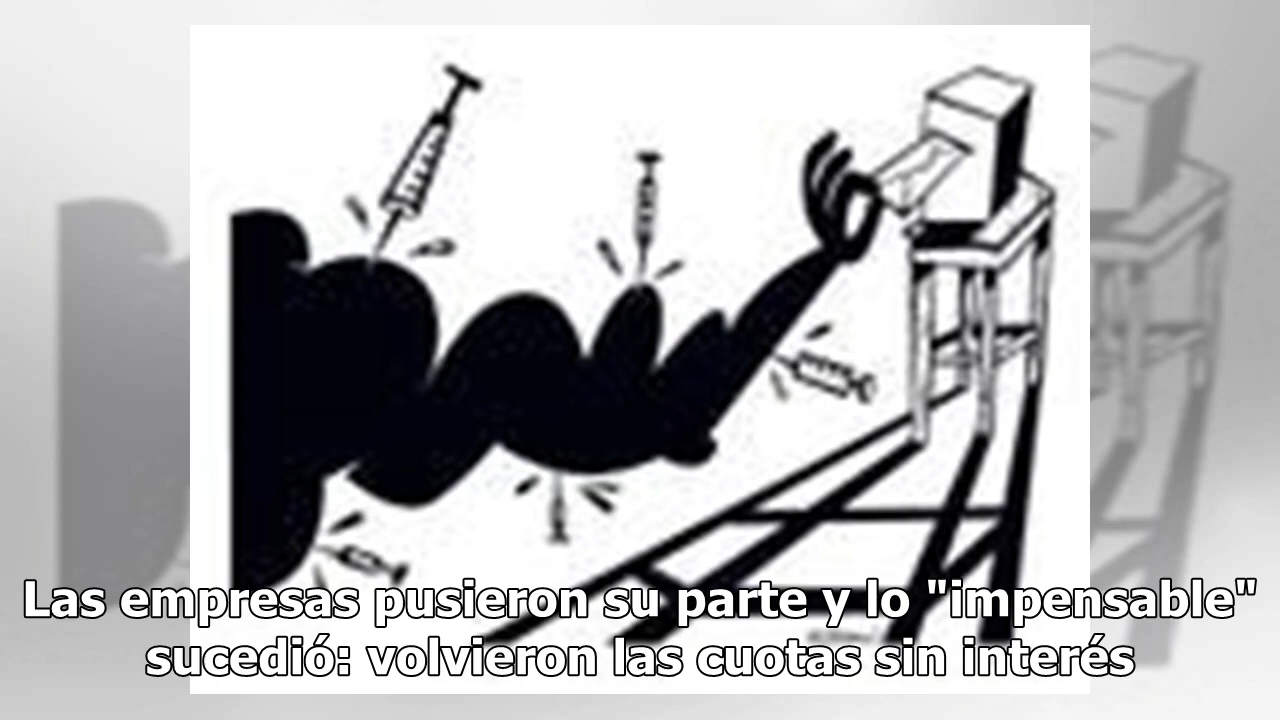 Las empresas pusieron su parte y lo "impensable"
sucedió: volvieron las cuotas sin interés